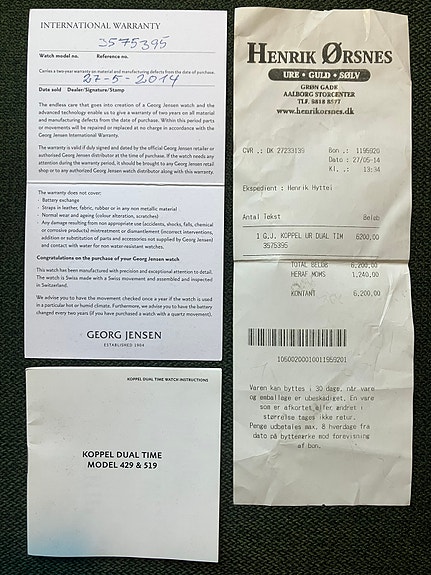 INTERNATIONAL WARRANTY
3575395
Watch model no. Reference no.
Carries a two-year warranty on material and manufacturing defects from the date of purchase.
27-5-2014
Date sold Dealer/Signature/Stamp
The endless care that goes into creation of a Georg Jensen watch and the
advanced technology enable us to give a warranty of two years on all material
and manufacturing defects from the date of purchase. Within this period parts
or movements will be repaired or replaced at no charge in accordance with the
Georg Jensen International Warranty.
The warranty is valid if duly signed and dated by the official Georg Jensen retailer or
authorised Georg Jensen distributor at the time of purchase. If the watch needs any
attention during the warranty period, it should be brought to any Georg Jensen retail
shop or to any authorized Georg Jensen Watch distributor along with this warranty.
The warranty does not cover:
· Battery exchange
· Straps in leather, fabric, rubber or in any non metallic material
· Normal wear and ageing (colour alteration, scratches)
· Any damage resulting from non appropriate use (accidents, shocks, falls, chemical
or corrosive products) mistreatment or dismantlement (incorrect interventions,
addition or substitution of parts and accessories not supplied by Georg Jensen)
and contact with water for non water-resistant watches.
Congratulations on the purchase of your Georg Jensen watch
This watch has been manufactured with precision and exceptional attention to detail.
The watch is Swiss made with a Swiss movement and assembled and inspected
in Switzerland.
We advise you to have the movement checked once a year if the watch is used
in a particular hot or humid climate. Furthermore, we advise you to have the battery
changed every two years (if you have purchased a watch with a quartz movement).
GEORG JENSEN
ESTABLISHED 1904
KOPPEL DUAL TIME WATCH INSTRUCTIONS
KOPPEL DUAL TIME
MODEL 429 & 519
HENRIK ØRSNES
URE · GULD · SØLV
GRØN GADE
AALBORG STORCENTER
TLF. 9818 8577
www.henrikorsnes.dk
CVR .: DK 27233139 Bon .: 1195920
Dato : 27/05-14
Kl. .: 13:34
Ekspedient : Henrik Hyttel
Antal Tekst Beløb
1 G.J. KOPPEL UR DUAL TIM 6200,00
3575395
TOTAL BELØB 6.200,00
HERAF MOMS 1.240,00
KONTANT 6.200,00
10600200010011959201
Varen kan byttes i 30 dage, når vare
og emballage er ubeskadiget. En vare
som er afkortet eller ændret i
størrelse tages ikke retur.
Penge udbetales max. 8 hverdage fra
dato på byttemærke mod forevisning
af bon.